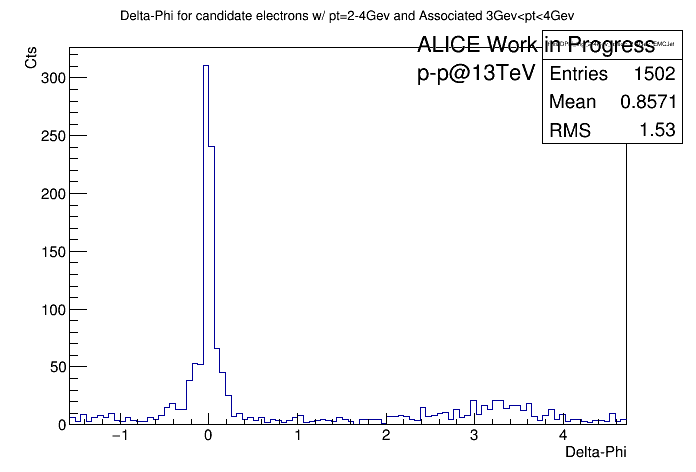 Delta-Phi for candidate electrons w/ pt=2-4Gev and Associated 3Gev<pt<4Gev
Cts
ALICE Work in Progress
p-p@13TeV
Entries 1502
Mean 0.8571
RMS 1.53
300
250
200
150
100
50
0
−1 0 1 2 3 4
Delta-Phi